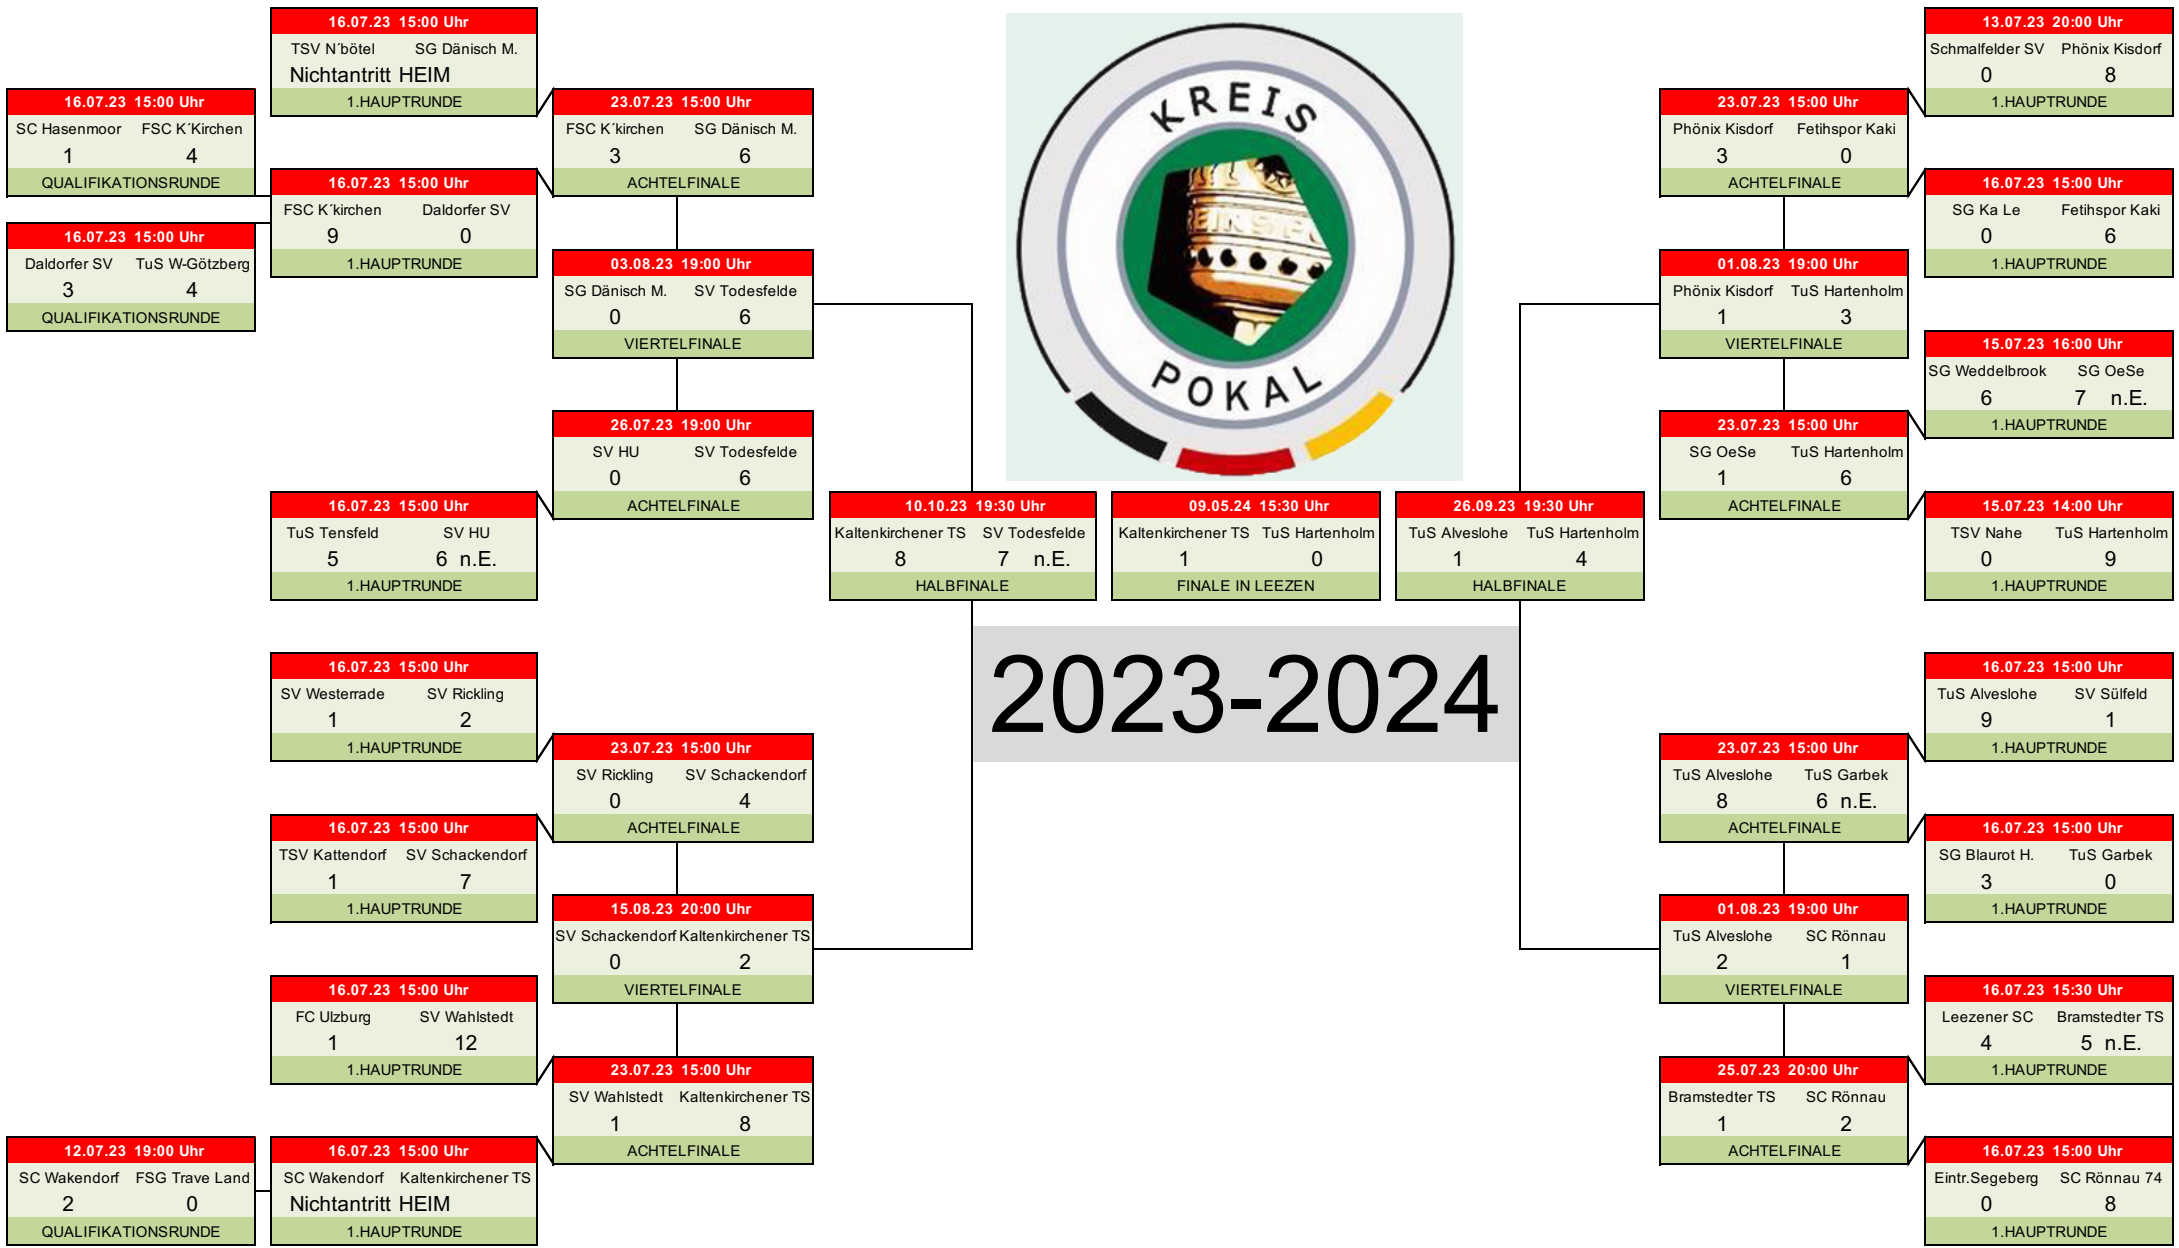 16.07.23 15:00 Uhr
TSV N´bötel SG Dänisch M.
Nichtantritt HEIM
1.HAUPTRUNDE
16.07.23 15:00 Uhr
SC Hasenmoor FSC K´Kirchen
1 4
QUALIFIKATIONSRUNDE
16.07.23 15:00 Uhr
FSC K´kirchen Daldorfer SV
9 0
1.HAUPTRUNDE
16.07.23 15:00 Uhr
Daldorfer SV TuS W-Götzberg
3 4
QUALIFIKATIONSRUNDE
23.07.23 15:00 Uhr
FSC K´kirchen SG Dänisch M.
3 6
ACHTELFINALE
03.08.23 19:00 Uhr
SG Dänisch M. SV Todesfelde
0 6
VIERTELFINALE
26.07.23 19:00 Uhr
SV HU SV Todesfelde
0 6
ACHTELFINALE
16.07.23 15:00 Uhr
TuS Tensfeld SV HU
5 6 n.E.
1.HAUPTRUNDE
16.07.23 15:00 Uhr
SV Westerrade SV Rickling
1 2
1.HAUPTRUNDE
23.07.23 15:00 Uhr
SV Rickling SV Schackendorf
0 4
ACHTELFINALE
16.07.23 15:00 Uhr
TSV Kattendorf SV Schackendorf
1 7
1.HAUPTRUNDE
15.08.23 20:00 Uhr
SV Schackendorf Kaltenkirchener TS
0 2
VIERTELFINALE
16.07.23 15:00 Uhr
FC Ulzburg SV Wahlstedt
1 12
1.HAUPTRUNDE
23.07.23 15:00 Uhr
SV Wahlstedt Kaltenkirchener TS
1 8
ACHTELFINALE
12.07.23 19:00 Uhr
SC Wakendorf FSG Trave Land
2 0
QUALIFIKATIONSRUNDE
16.07.23 15:00 Uhr
SC Wakendorf Kaltenkirchener TS
Nichtantritt HEIM
1.HAUPTRUNDE
KREIS
POKAL
10.10.23 19:30 Uhr
Kaltenkirchener TS SV Todesfelde
8 7 n.E.
HALBFINALE
09.05.24 15:30 Uhr
Kaltenkirchener TS TuS Hartenholm
1 0
FINALE IN LEEZEN
26.09.23 19:30 Uhr
TuS Alveslohe TuS Hartenholm
1 4
HALBFINALE
2023-2024
13.07.23 20:00 Uhr
Schmalfelder SV Phönix Kisdorf
0 8
1.HAUPTRUNDE
23.07.23 15:00 Uhr
Phönix Kisdorf Fetihspor Kaki
3 0
ACHTELFINALE
16.07.23 15:00 Uhr
SG Ka Le Fetihspor Kaki
0 6
1.HAUPTRUNDE
01.08.23 19:00 Uhr
Phönix Kisdorf TuS Hartenholm
1 3
VIERTELFINALE
15.07.23 16:00 Uhr
SG Weddelbrook SG OeSe
6 7 n.E.
1.HAUPTRUNDE
23.07.23 15:00 Uhr
SG OeSe TuS Hartenholm
1 6
ACHTELFINALE
15.07.23 14:00 Uhr
TSV Nahe TuS Hartenholm
0 9
1.HAUPTRUNDE
16.07.23 15:00 Uhr
TuS Alveslohe SV Sülfeld
9 1
1.HAUPTRUNDE
23.07.23 15:00 Uhr
TuS Alveslohe TuS Garbek
8 6 n.E.
ACHTELFINALE
16.07.23 15:00 Uhr
SG Blaurot H. TuS Garbek
3 0
1.HAUPTRUNDE
01.08.23 19:00 Uhr
TuS Alveslohe SC Rönnau
2 1
VIERTELFINALE
16.07.23 15:30 Uhr
Leezener SC Bramstedter TS
4 5 n.E.
1.HAUPTRUNDE
25.07.23 20:00 Uhr
Bramstedter TS SC Rönnau
1 2
ACHTELFINALE
16.07.23 15:00 Uhr
Eintr.Segeberg SC Rönnau 74
0 8
1.HAUPTRUNDE